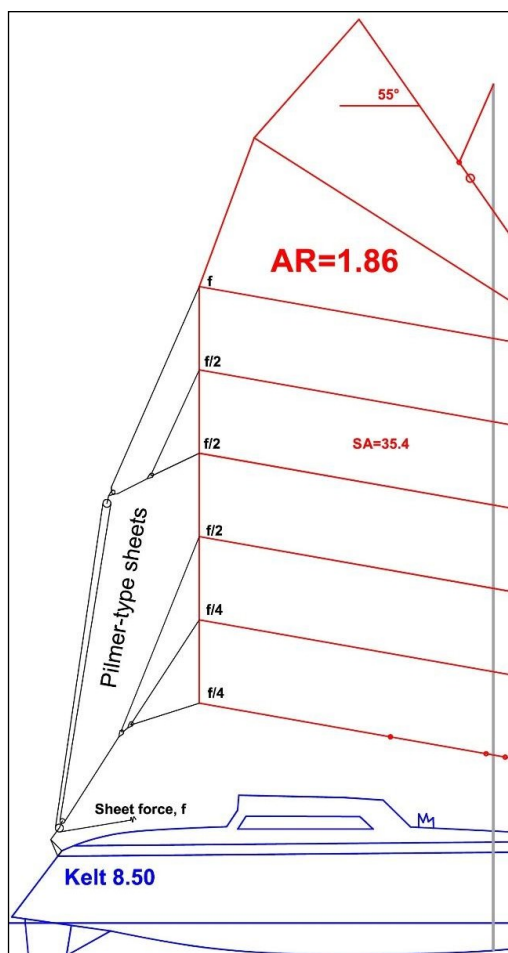 55°
AR=1.86
f
f/2
f/2
SA=35.4
f/2
Pilmer-type sheets
f/4
f/4
Sheet force, f
Kelt 8.50